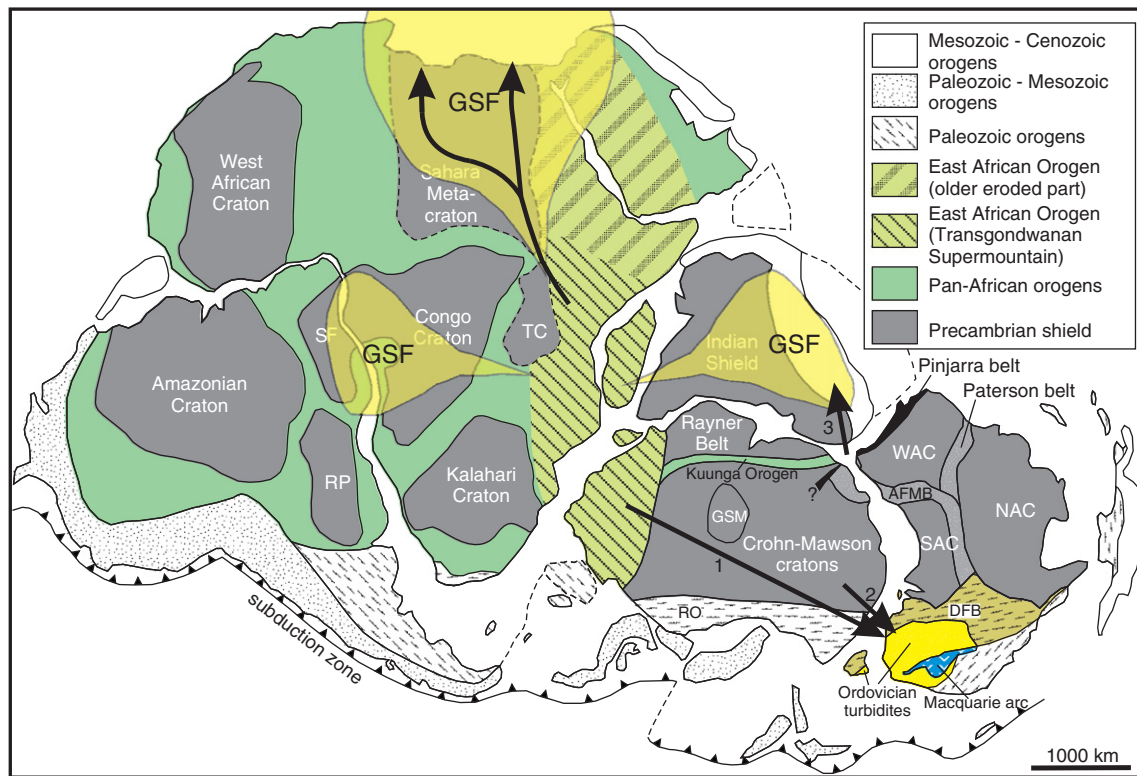 Mesozoic - Cenozoic
orogens
Paleozoic - Mesozoic
orogens
Paleozoic orogens
East African Orogen
(older eroded part)
East African Orogen
(Transgondwanan
Supermountain)
Pan-African orogens
Precambrian shield
GSF
West
African
Craton
Sahara
Meta-
craton
SF
Congo
Craton
TC
GSF
Indian
Shield
GSF
Amazonian
Craton
RP
Kalahari
Craton
Rayner
Belt
Kuunga Orogen
3
?
GSM
Crohn-Mawson
cratons
1
2
RO
Pinjarra belt
Paterson belt
WAC
AFMB
NAC
SAC
DFB
Ordovician
turbidites
Macquarie arc
subduction zone
1000 km